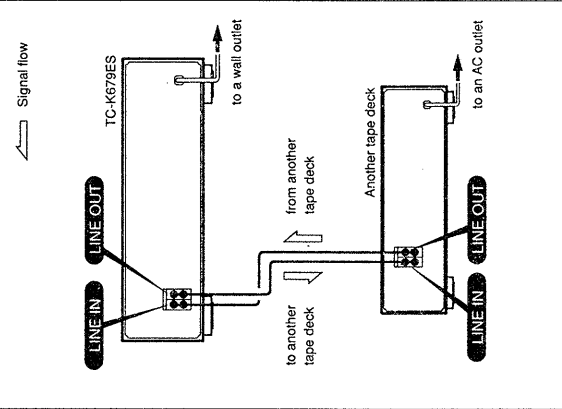 Signal flow
TC-K679ES
to a wall outlet
LINE OUT
LINE IN
from another
tape deck
to another
tape deck
Another tape deck
to an AC outlet
LINE OUT
LINE IN